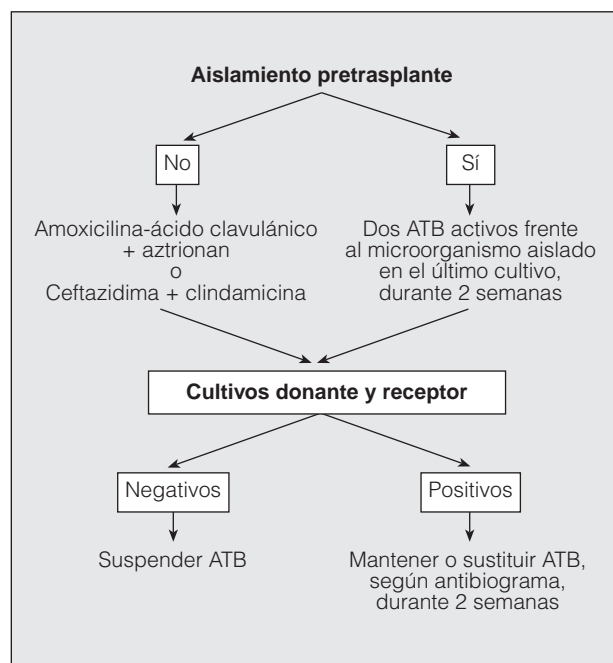 Aislamiento pretrasplante
No
Sí
Amoxicilina-ácido clavulánico
+ aztrionan
o
Ceftazidima + clindamicina
Dos ATB activos frente
al microorganismo aislado
en el último cultivo,
durante 2 semanas
Cultivos donante y receptor
Negativos
Positivos
Suspender ATB
Mantener o sustituir ATB,
según antibiograma,
durante 2 semanas